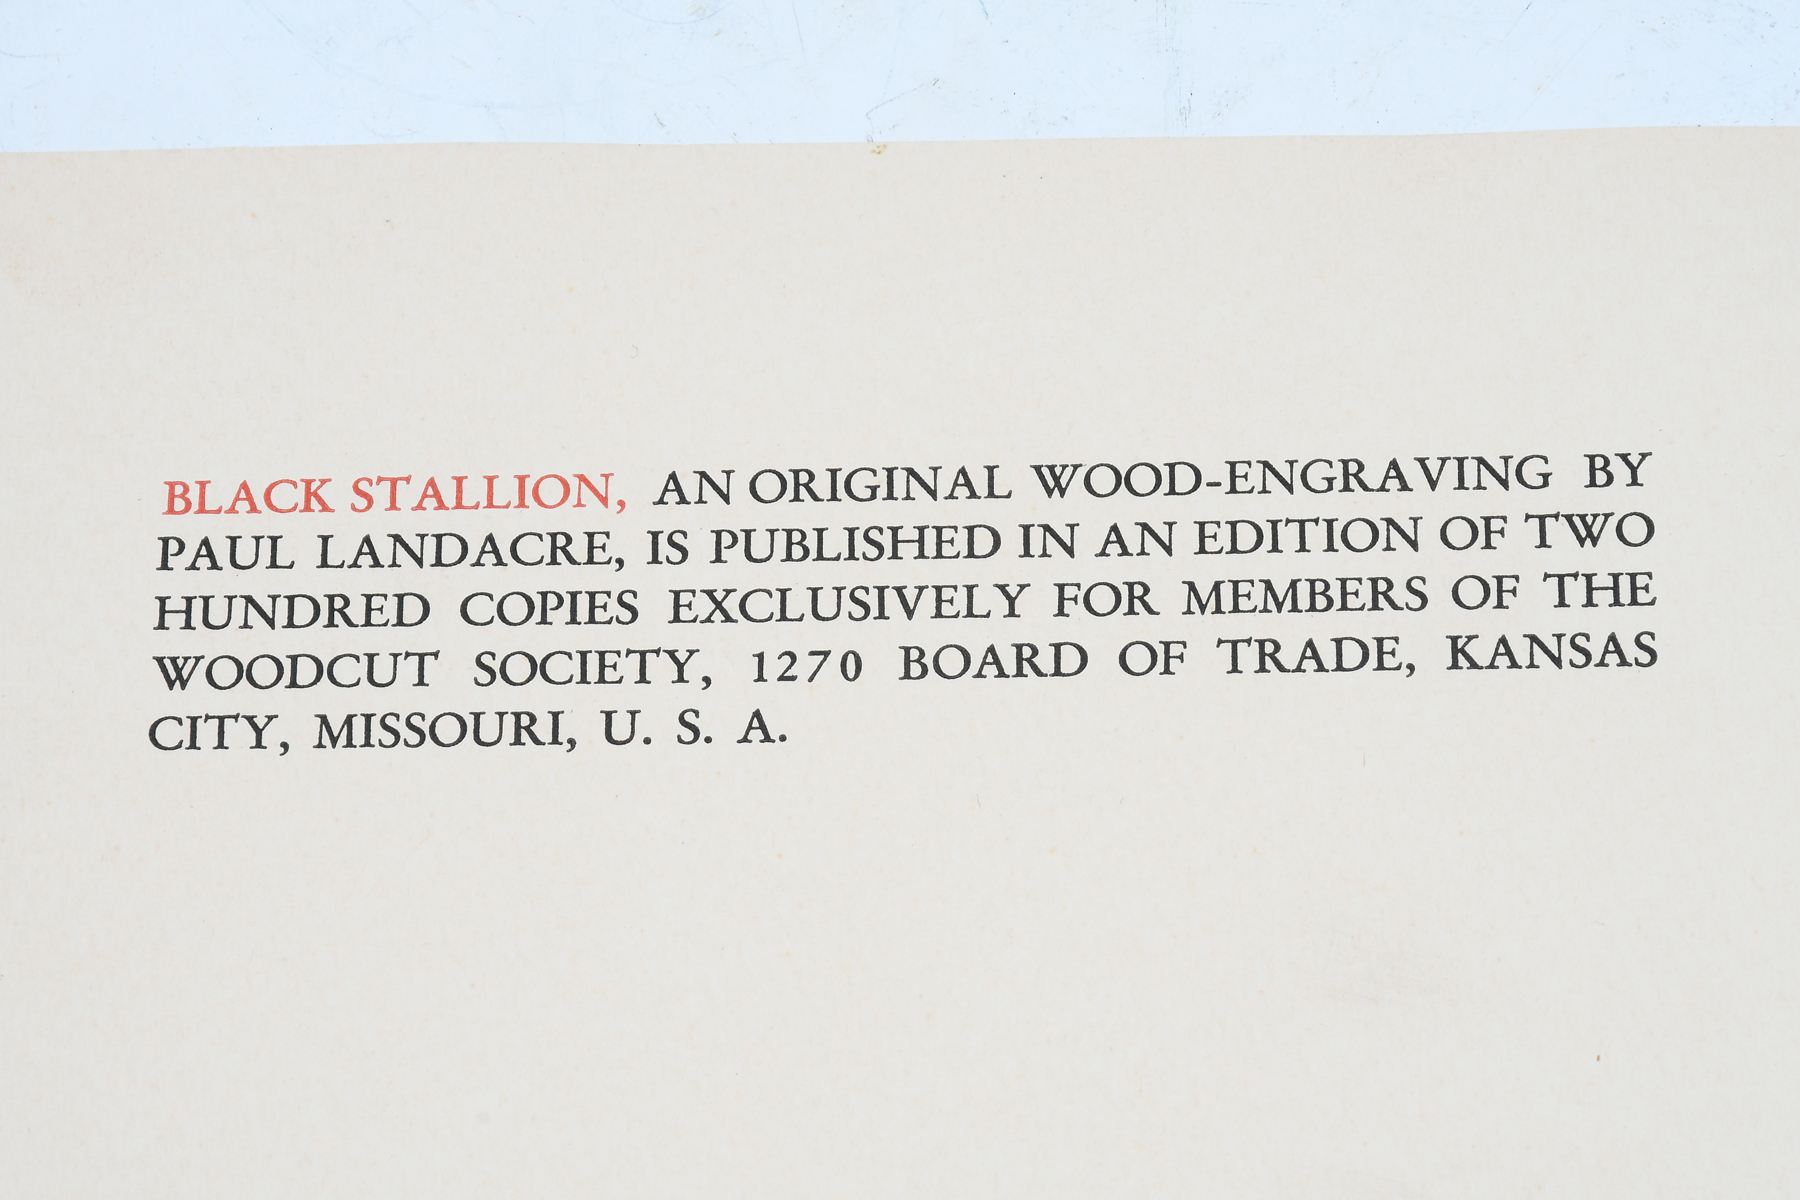 BLACK STALLION, AN ORIGINAL WOOD-ENGRAVING BY
PAUL LANDACRE, IS PUBLISHED IN AN EDITION OF TWO
HUNDRED COPIES EXCLUSIVELY FOR MEMBERS OF THE
WOODCUT SOCIETY, 1270 BOARD OF TRADE, KANSAS
CITY, MISSOURI, U. S. A.